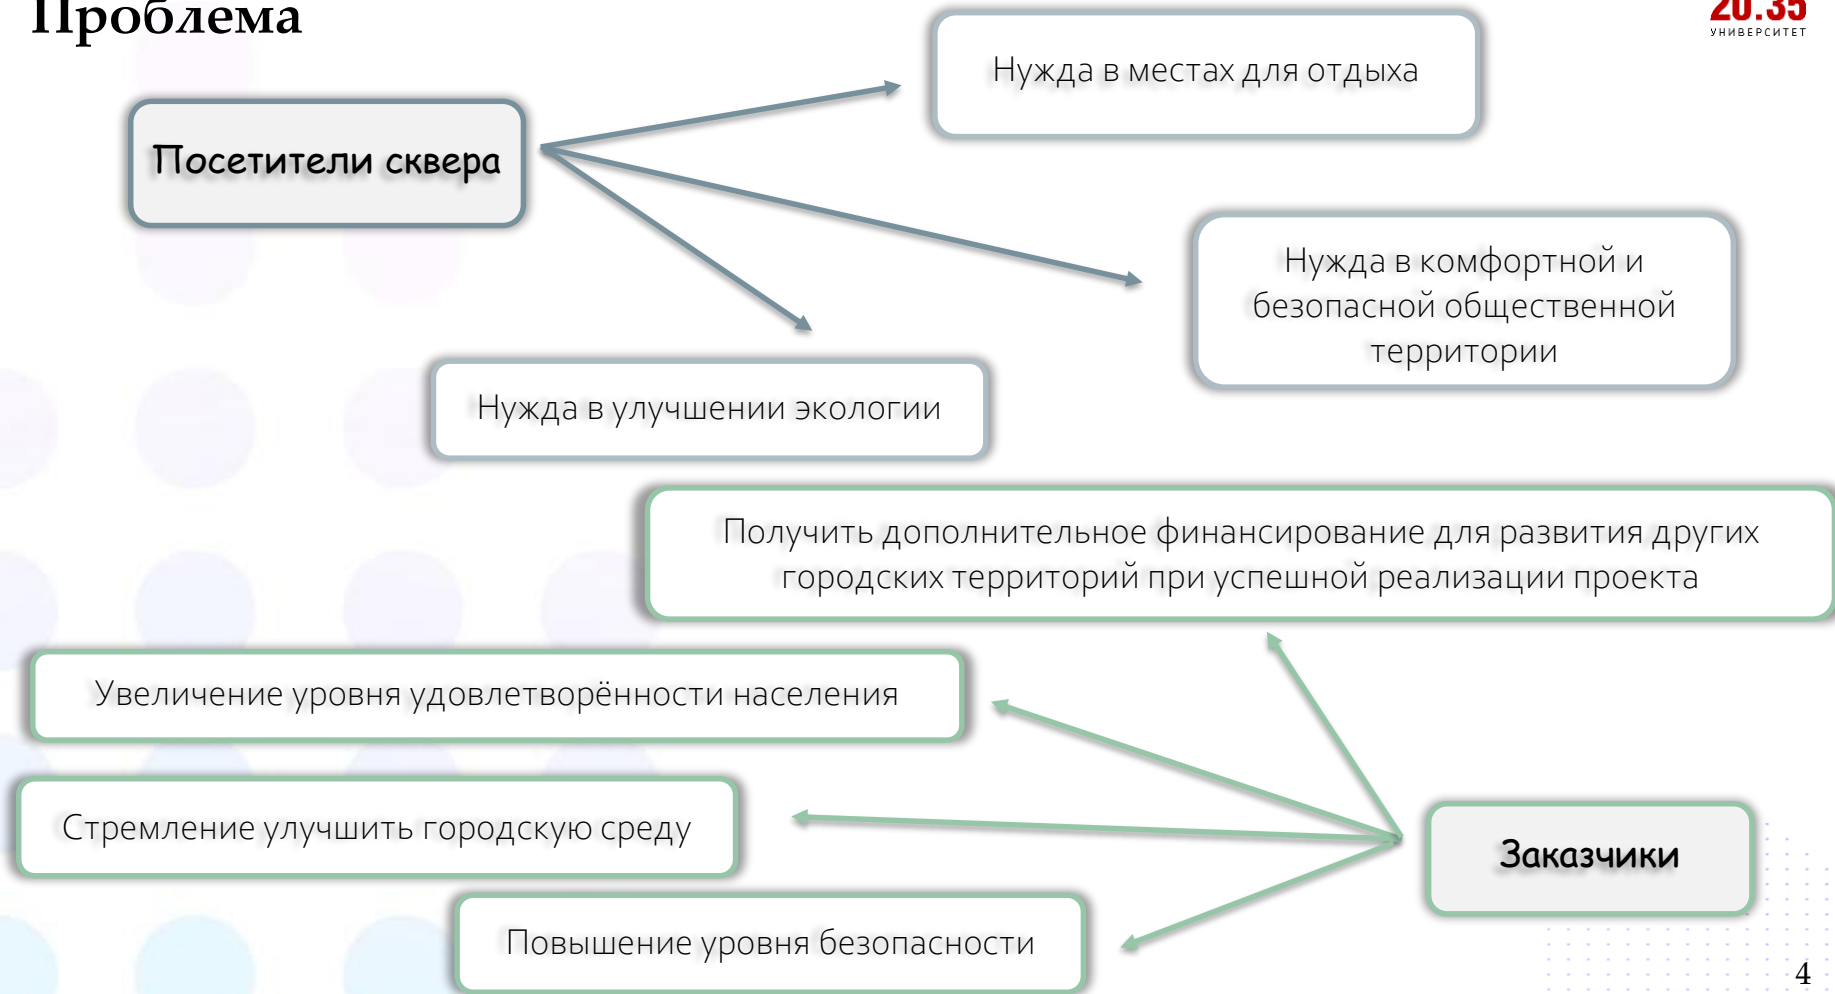 Проблема
20.35
УНИВЕРСИТЕТ
Нужда в местах для отдыха
Посетители сквера
Нужда в комфортной и
безопасной общественной
территории
Нужда в улучшении экологии
Получить дополнительное финансирование для развития других
городских территорий при успешной реализации проекта
Увеличение уровня удовлетворённости населения
Стремление улучшить городскую среду
Заказчики
Повышение уровня безопасности
4